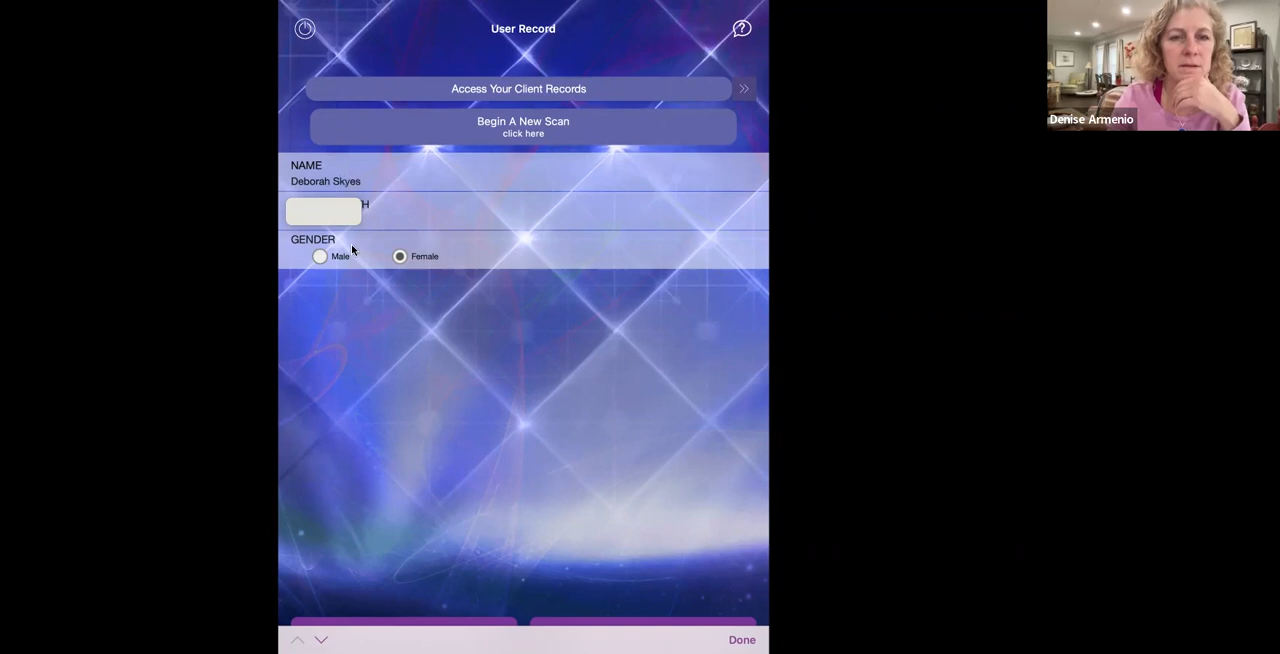 User Record
Access Your Client Records
Begin A New Scan
click here
NAME
Deborah Skyes
H
GENDER
Male
Female
Done
Denise Armenio